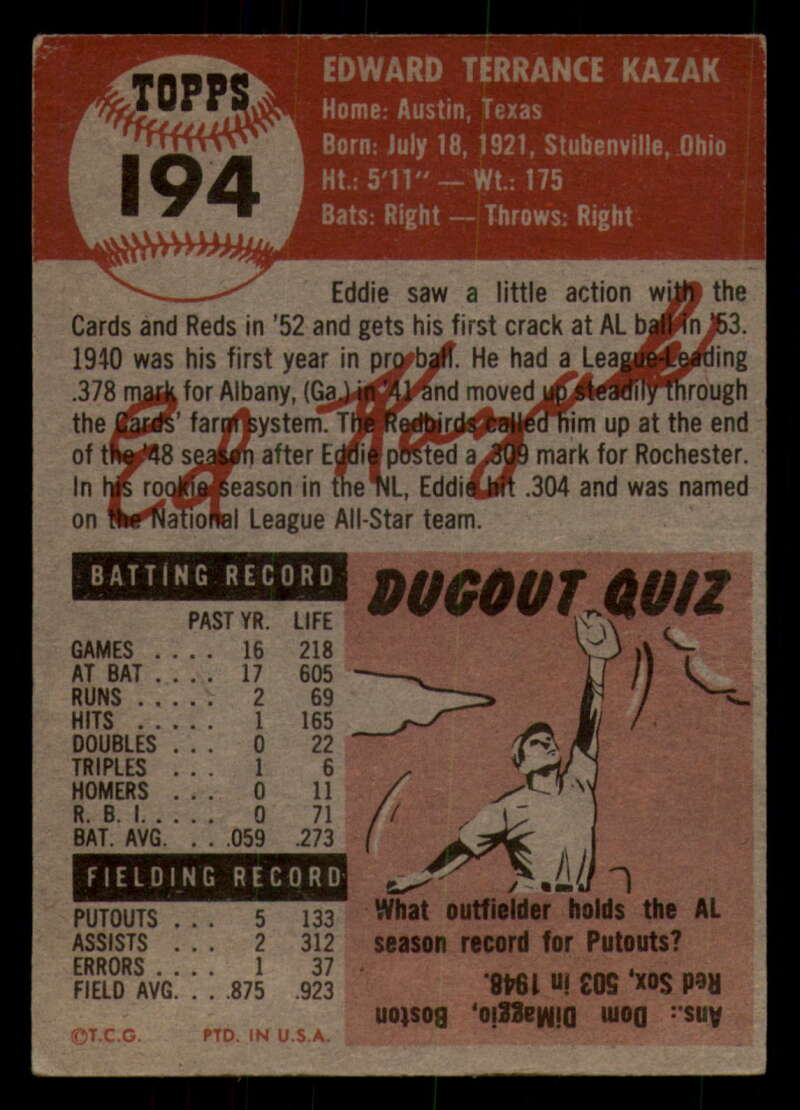 TOPPS
194
EDWARD TERRANCE KAZAK
Home: Austin, Texas
Born: July 18, 1921, Stubenville, Ohio
Ht.: 5'11" — Wt.: 175
Bats: Right — Throws: Right
Eddie saw a little action with the
Cards and Reds in '52 and gets his first crack at AL ball in '53.
1940 was his first year in pro ball. He had a League-Leading
.378 mark for Albany, (Ga.) in '41 and moved up steadily through
the Cards' farm system. The Redbirds called him up at the end
of the '48 season after Eddie posted a .309 mark for Rochester.
In his rookie season in the NL, Eddie hit .304 and was named
on the National League All-Star team.
Ed Kazak
BATTING RECORD
PAST YR. LIFE
GAMES .... 16 218
AT BAT .... 17 605
RUNS ..... 2 69
HITS ..... 1 165
DOUBLES ... 0 22
TRIPLES ... 1 6
HOMERS ... 0 11
R. B. I. .... 0 71
BAT. AVG. ... .059 .273
FIELDING RECORD
PUTOUTS ... 5 133
ASSISTS ... 2 312
ERRORS .... 1 37
FIELD AVG. ... .875 .923
©T.C.G. PTD. IN U.S.A.
DUGOUT QUIZ
What outfielder holds the AL
season record for Putouts?
Ans.: Dom DiMaggio, Boston
Red Sox, 503 in 1948.